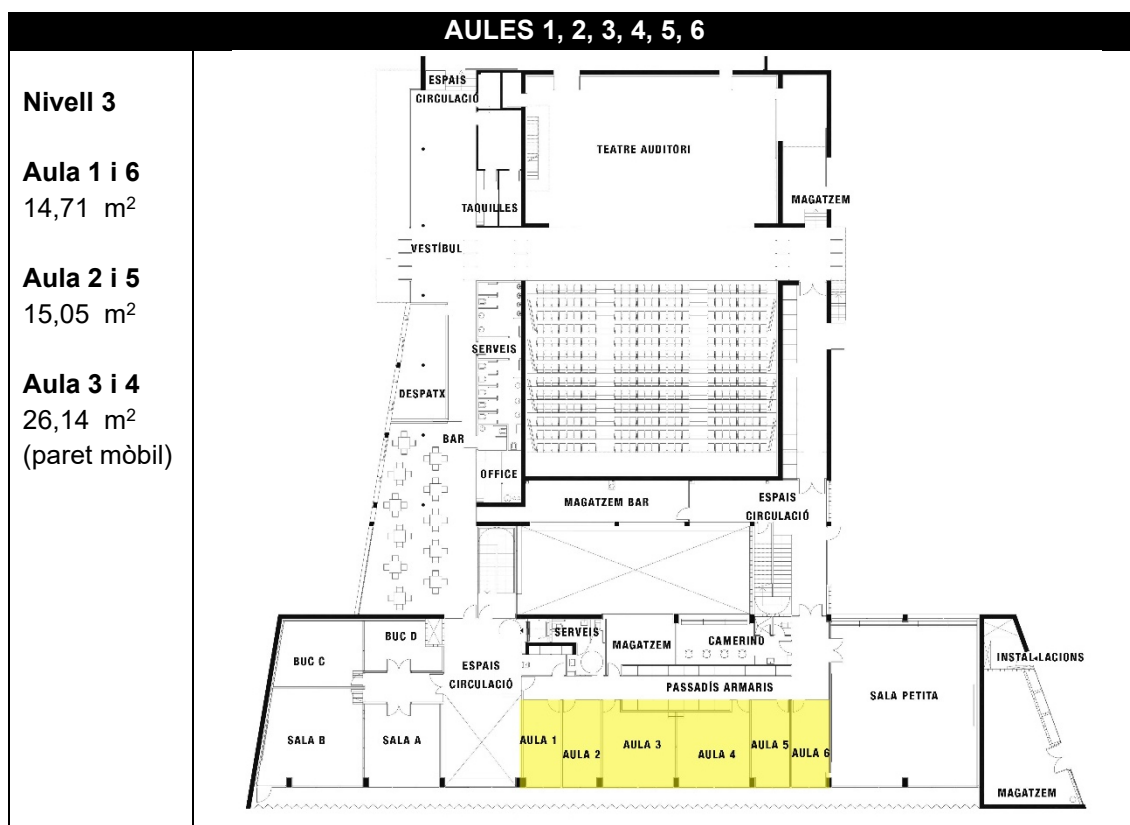 AULES 1, 2, 3, 4, 5, 6
Nivell 3
Aula 1 i 6
14,71 m²
Aula 2 i 5
15,05 m²
Aula 3 i 4
26,14 m²
(paret mòbil)
ESPAIS
CIRCULACIÓ
TEATRE AUDITORI
MAGATZEM
TAQUILLES
VESTÍBUL
SERVEIS
DESPATX
BAR
OFFICE
MAGATZEM BAR
ESPAIS
CIRCULACIÓ
BUC D
SERVEIS
MAGATZEM
CAMERINO
BUC C
ESPAIS
CIRCULACIÓ
INSTAL·LACIONS
PASSADÍS ARMARIS
SALA PETITA
SALA B
SALA A
AULA 1
AULA 2
AULA 3
AULA 4
AULA 5
AULA 6
MAGATZEM